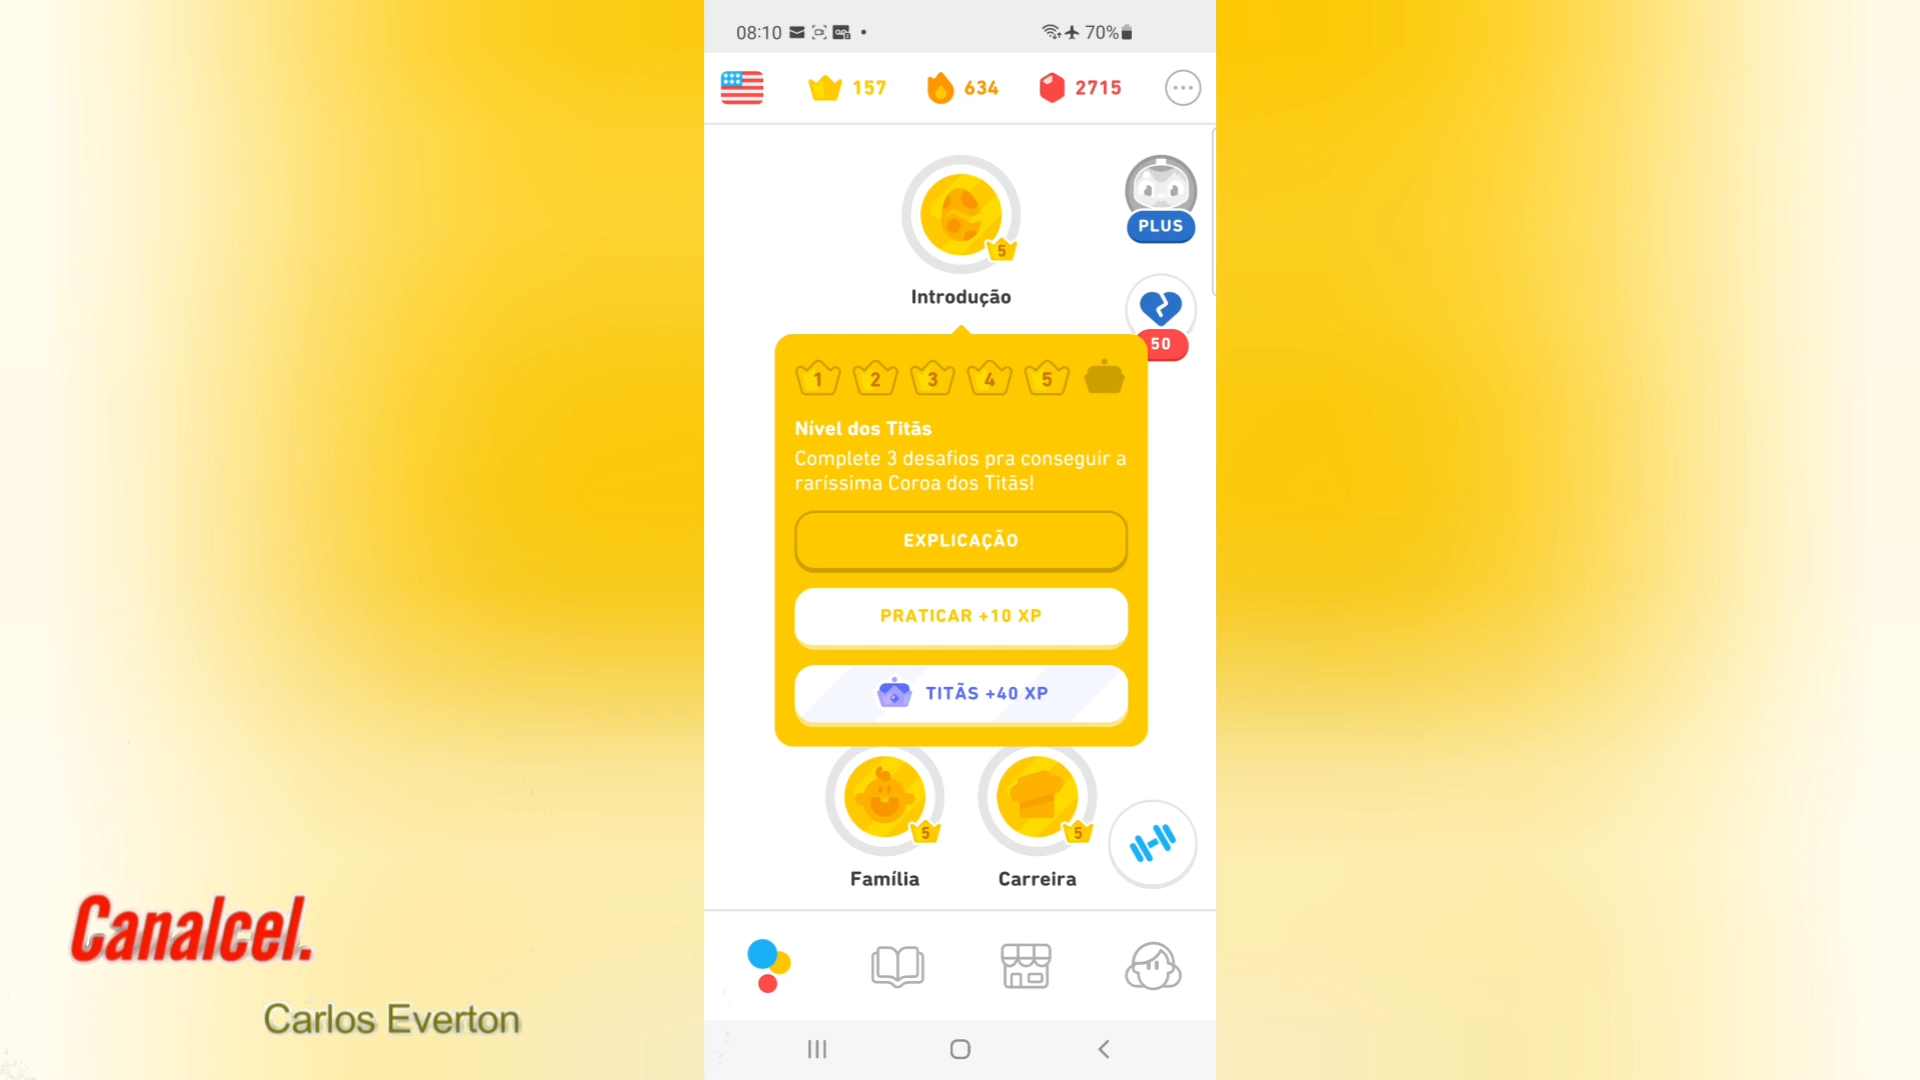 08:10
70%
157
634
2715
5
Introdução
PLUS
50
1 2 3 4 5
Nível dos Titãs
Complete 3 desafios pra conseguir a
raríssima Coroa dos Titãs!
EXPLICAÇÃO
PRATICAR +10 XP
TITÃS +40 XP
5
5
Família
Carreira
Canalcel.
Carlos Everton